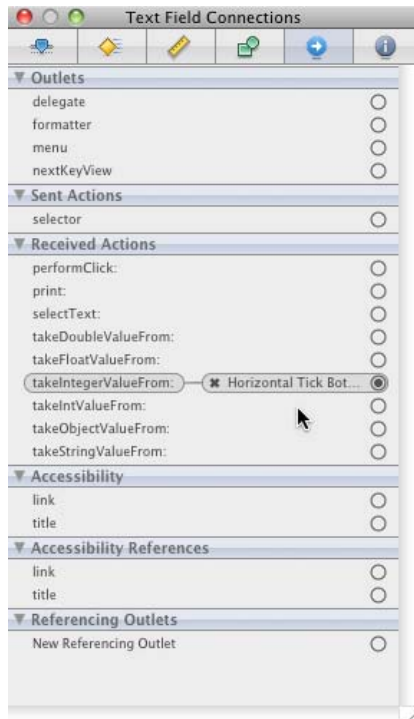 Text Field Connections
Outlets
delegate
formatter
menu
nextKeyView
Sent Actions
selector
Received Actions
performClick:
print:
selectText:
takeDoubleValueFrom:
takeFloatValueFrom:
takeIntegerValueFrom: Horizontal Tick Bot...
takeIntValueFrom:
takeObjectValueFrom:
takeStringValueFrom:
Accessibility
link
title
Accessibility References
link
title
Referencing Outlets
New Referencing Outlet